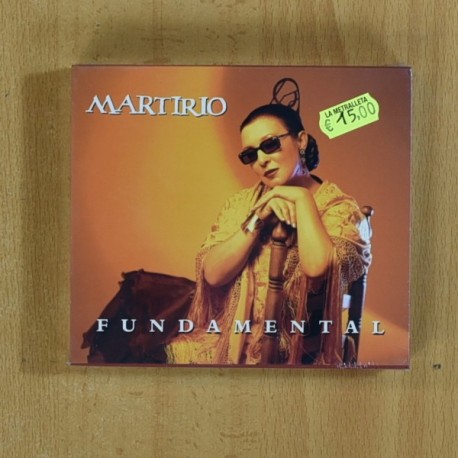 MARTIRIO
LA METRALLETA
€ 15,00
FUNDAMENTAL